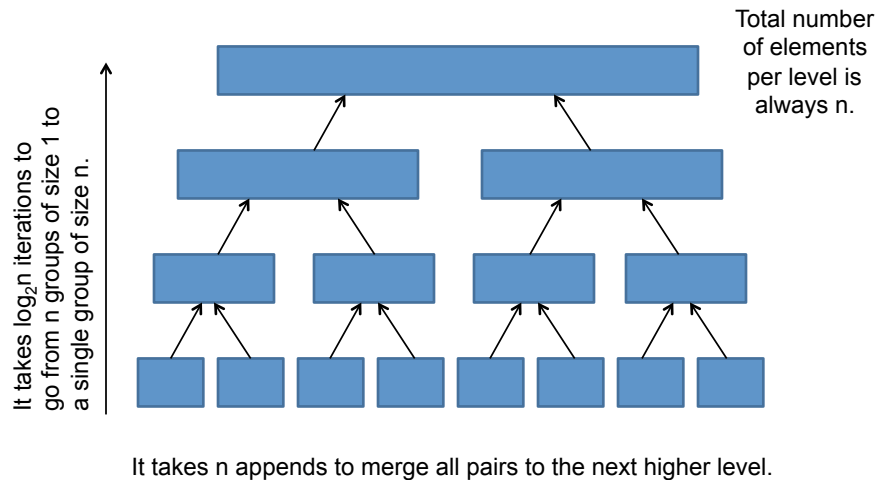 Total number
of elements
per level is
always n.
It takes log₂n iterations to
go from n groups of size 1 to
a single group of size n.
It takes n appends to merge all pairs to the next higher level.